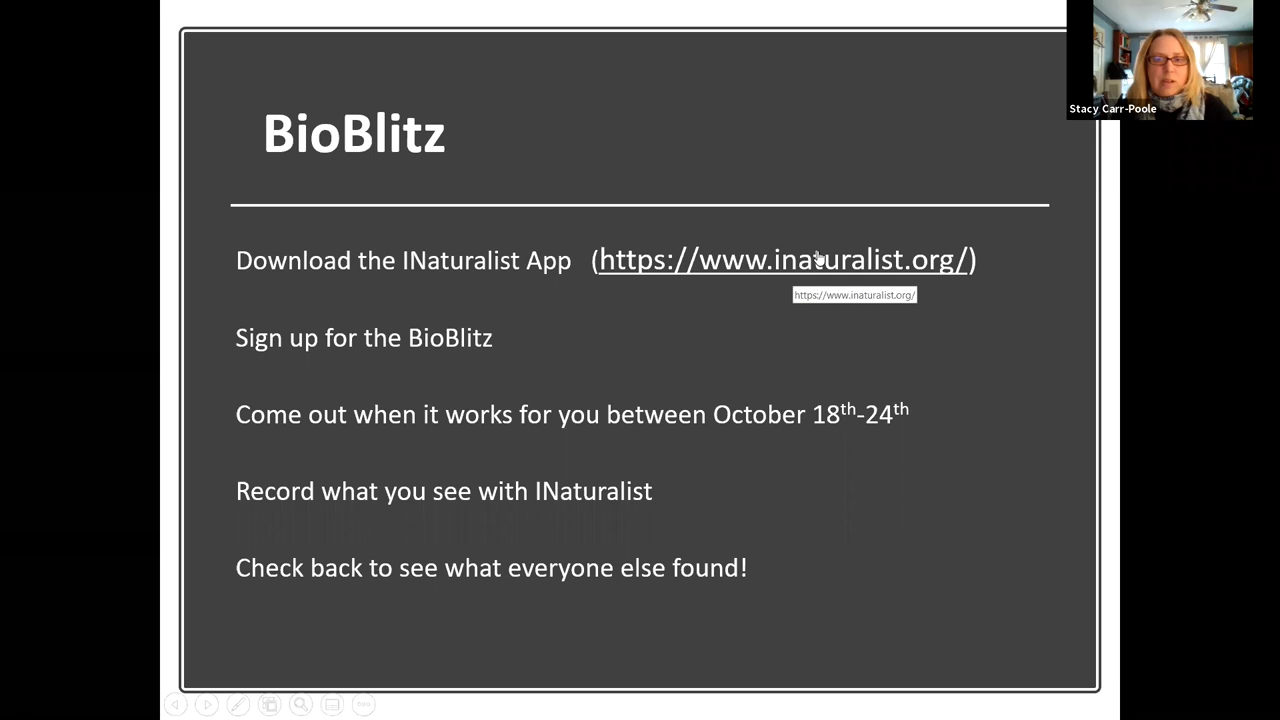 Stacy Carr-Poole
BioBlitz
Download the INaturalist App (https://www.inaturalist.org/)
https://www.inaturalist.org/
Sign up for the BioBlitz
Come out when it works for you between October 18th-24th
Record what you see with INaturalist
Check back to see what everyone else found!